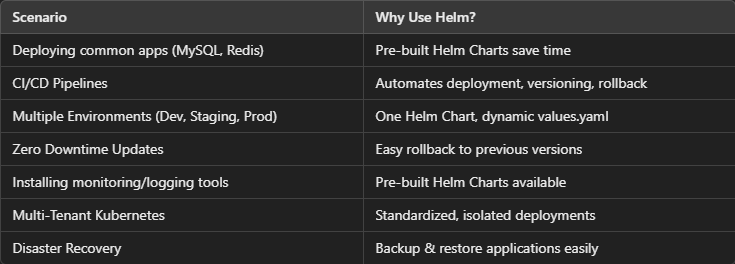 Scenario Why Use Helm?
Deploying common apps (MySQL, Redis) Pre-built Helm Charts save time
CI/CD Pipelines Automates deployment, versioning, rollback
Multiple Environments (Dev, Staging, Prod) One Helm Chart, dynamic values.yaml
Zero Downtime Updates Easy rollback to previous versions
Installing monitoring/logging tools Pre-built Helm Charts available
Multi-Tenant Kubernetes Standardized, isolated deployments
Disaster Recovery Backup & restore applications easily